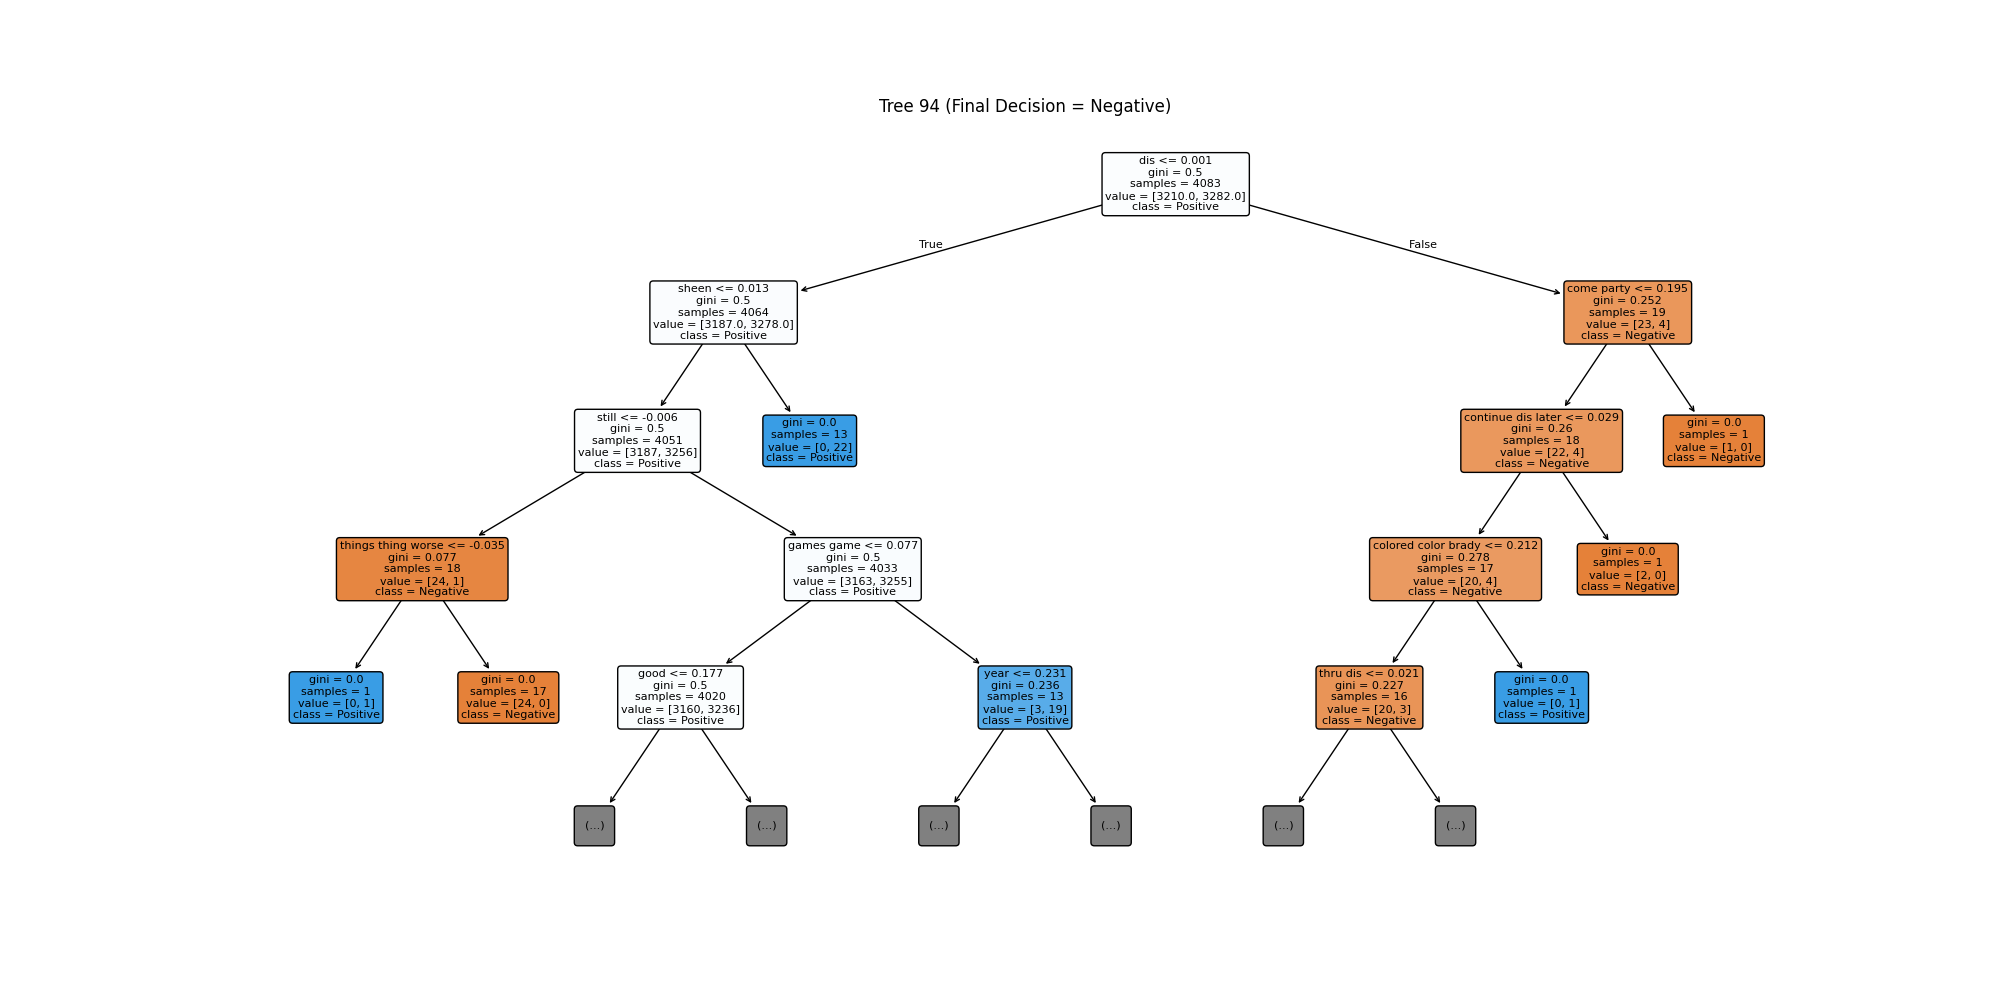 Tree 94 (Final Decision = Negative)
dis <= 0.001
gini = 0.5
samples = 4083
value = [3210.0, 3282.0]
class = Positive
True
False
sheen <= 0.013
gini = 0.5
samples = 4064
value = [3187.0, 3278.0]
class = Positive
come party <= 0.195
gini = 0.252
samples = 19
value = [23, 4]
class = Negative
still <= -0.006
gini = 0.5
samples = 4051
value = [3187, 3256]
class = Positive
gini = 0.0
samples = 13
value = [0, 22]
class = Positive
continue dis later <= 0.029
gini = 0.26
samples = 18
value = [22, 4]
class = Negative
gini = 0.0
samples = 1
value = [1, 0]
class = Negative
things thing worse <= -0.035
gini = 0.077
samples = 18
value = [24, 1]
class = Negative
games game <= 0.077
gini = 0.5
samples = 4033
value = [3163, 3255]
class = Positive
colored color brady <= 0.212
gini = 0.278
samples = 17
value = [20, 4]
class = Negative
gini = 0.0
samples = 1
value = [2, 0]
class = Negative
gini = 0.0
samples = 1
value = [0, 1]
class = Positive
gini = 0.0
samples = 17
value = [24, 0]
class = Negative
good <= 0.177
gini = 0.5
samples = 4020
value = [3160, 3236]
class = Positive
year <= 0.231
gini = 0.236
samples = 13
value = [3, 19]
class = Positive
thru dis <= 0.021
gini = 0.227
samples = 16
value = [20, 3]
class = Negative
gini = 0.0
samples = 1
value = [0, 1]
class = Positive
(...)
(...)
(...)
(...)
(...)
(...)